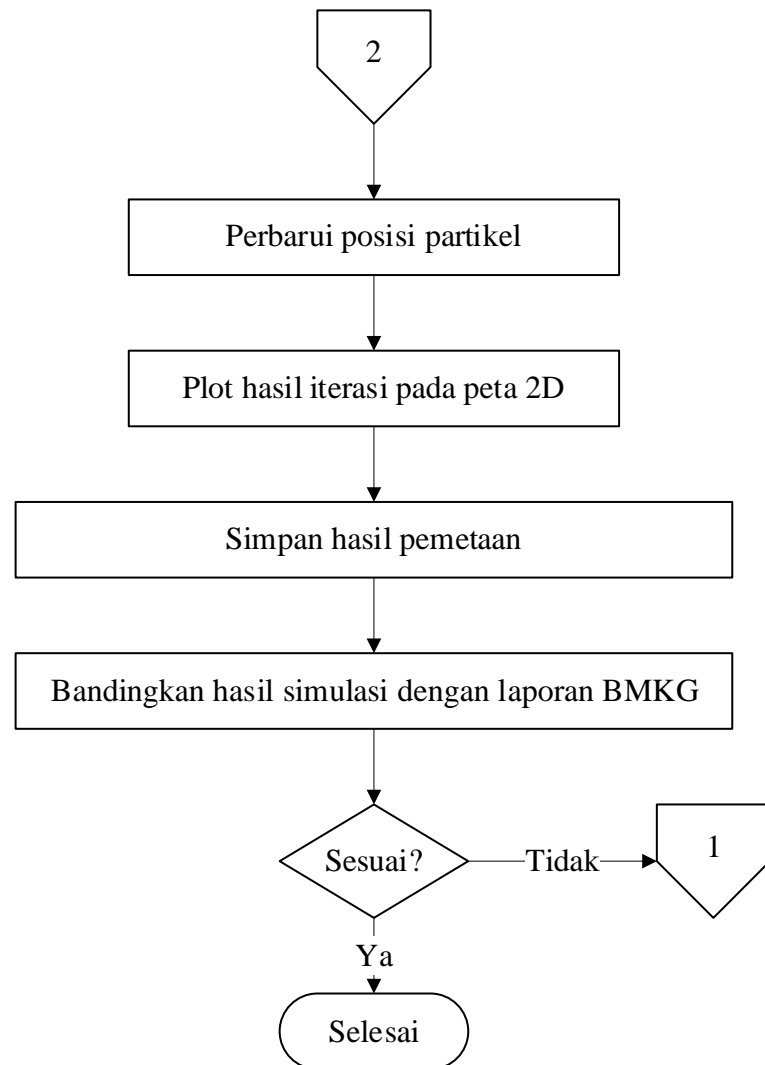 2
Perbarui posisi partikel
Plot hasil iterasi pada peta 2D
Simpan hasil pemetaan
Bandingkan hasil simulasi dengan laporan BMKG
Sesuai?
Tidak
1
Ya
Selesai